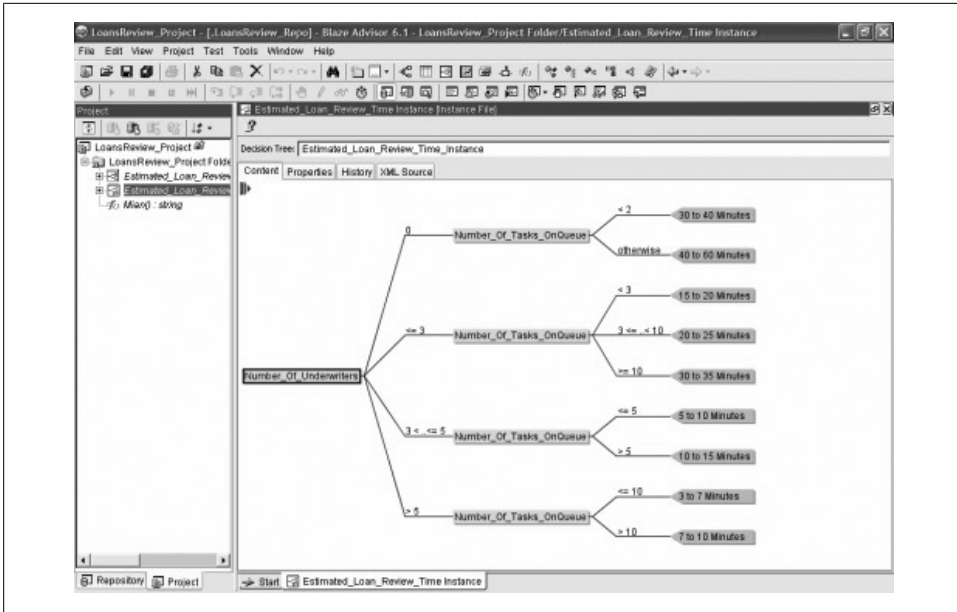 LoansReview_Project - [.LoansReview_Repo] - Blaze Advisor 6.1 - LoansReview_Project Folder/Estimated_Loan_Review_Time Instance
File Edit View Project Test Tools Window Help
Project
Estimated_Loan_Review_Time Instance [Instance File]
LoansReview_Project
LoansReview_Project Folde
Estimated_Loan_Review
Estimated_Loan_Review
Mian() : string
Decision Tree: Estimated_Loan_Review_Time_Instance
Content Properties History XML Source
Number_Of_Underwriters
0
Number_Of_Tasks_OnQueue
< 2
30 to 40 Minutes
otherwise
40 to 60 Minutes
<= 3
Number_Of_Tasks_OnQueue
< 3
15 to 20 Minutes
3 <= .. < 10
20 to 25 Minutes
>= 10
30 to 35 Minutes
3 < .. <= 5
Number_Of_Tasks_OnQueue
<= 5
5 to 10 Minutes
> 5
10 to 15 Minutes
> 5
Number_Of_Tasks_OnQueue
<= 10
3 to 7 Minutes
> 10
7 to 10 Minutes
Repository Project
Start Estimated_Loan_Review_Time Instance